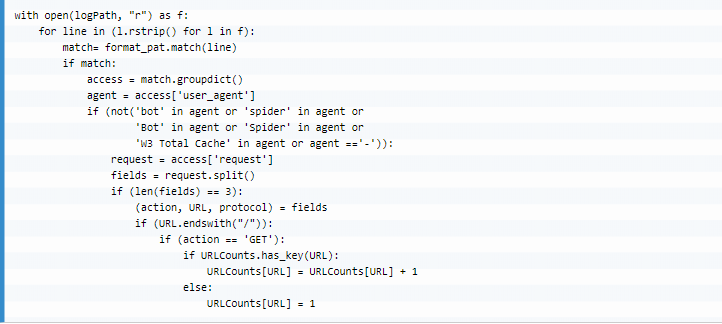 with open(logPath, "r") as f:
    for line in (l.rstrip() for l in f):
        match= format_pat.match(line)
        if match:
            access = match.groupdict()
            agent = access['user_agent']
            if (not('bot' in agent or 'spider' in agent or
                    'Bot' in agent or 'Spider' in agent or
                    'W3 Total Cache' in agent or agent =='-')):
                request = access['request']
                fields = request.split()
                if (len(fields) == 3):
                    (action, URL, protocol) = fields
                    if (URL.endswith("/")):
                        if (action == 'GET'):
                            if URLCounts.has_key(URL):
                                URLCounts[URL] = URLCounts[URL] + 1
                            else:
                                URLCounts[URL] = 1